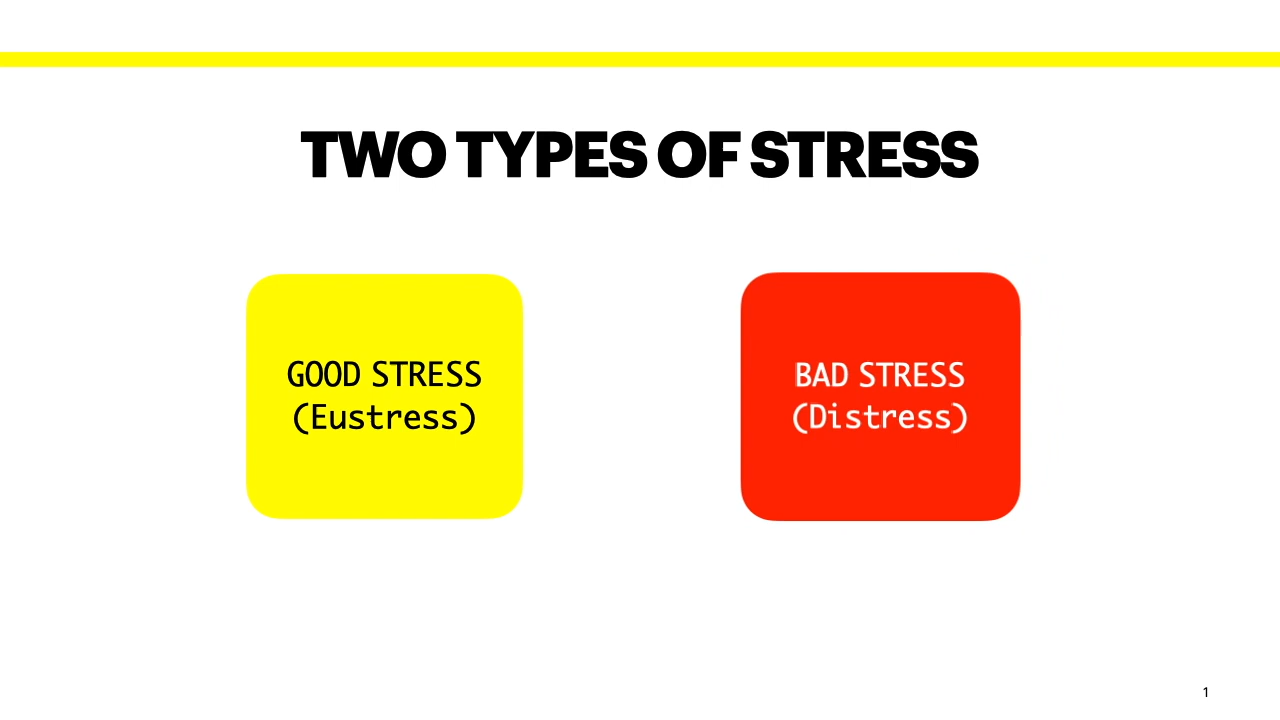 TWO TYPES OF STRESS
GOOD STRESS
(Eustress)
BAD STRESS
(Distress)
1